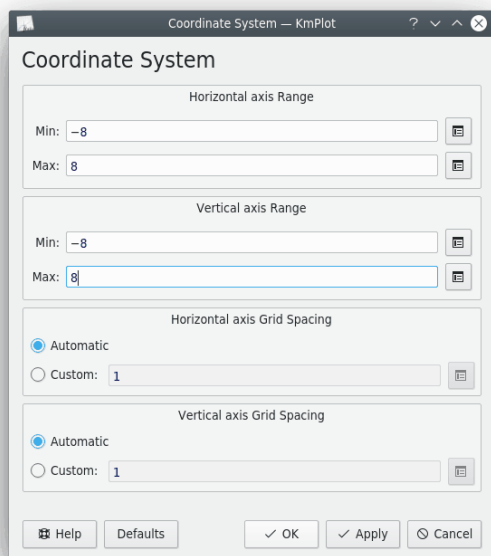 Coordinate System — KmPlot
Coordinate System
Horizontal axis Range
Min: −8
Max: 8
Vertical axis Range
Min: −8
Max: 8
Horizontal axis Grid Spacing
Automatic
Custom: 1
Vertical axis Grid Spacing
Automatic
Custom: 1
Help Defaults OK Apply Cancel